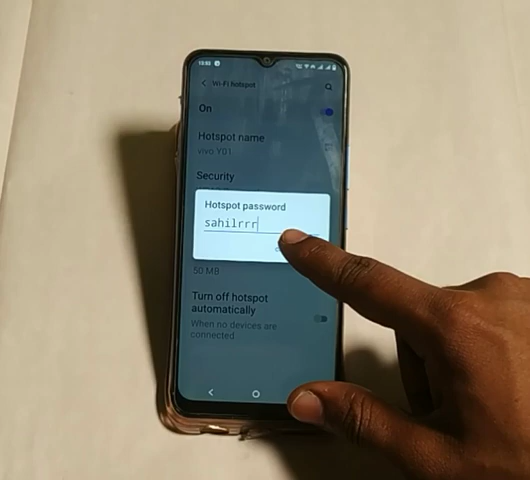 Wi-Fi hotspot
On
Hotspot name
vivo Y01
Security
Hotspot password
sahilrrr
50 MB
Turn off hotspot
automatically
When no devices are
connected